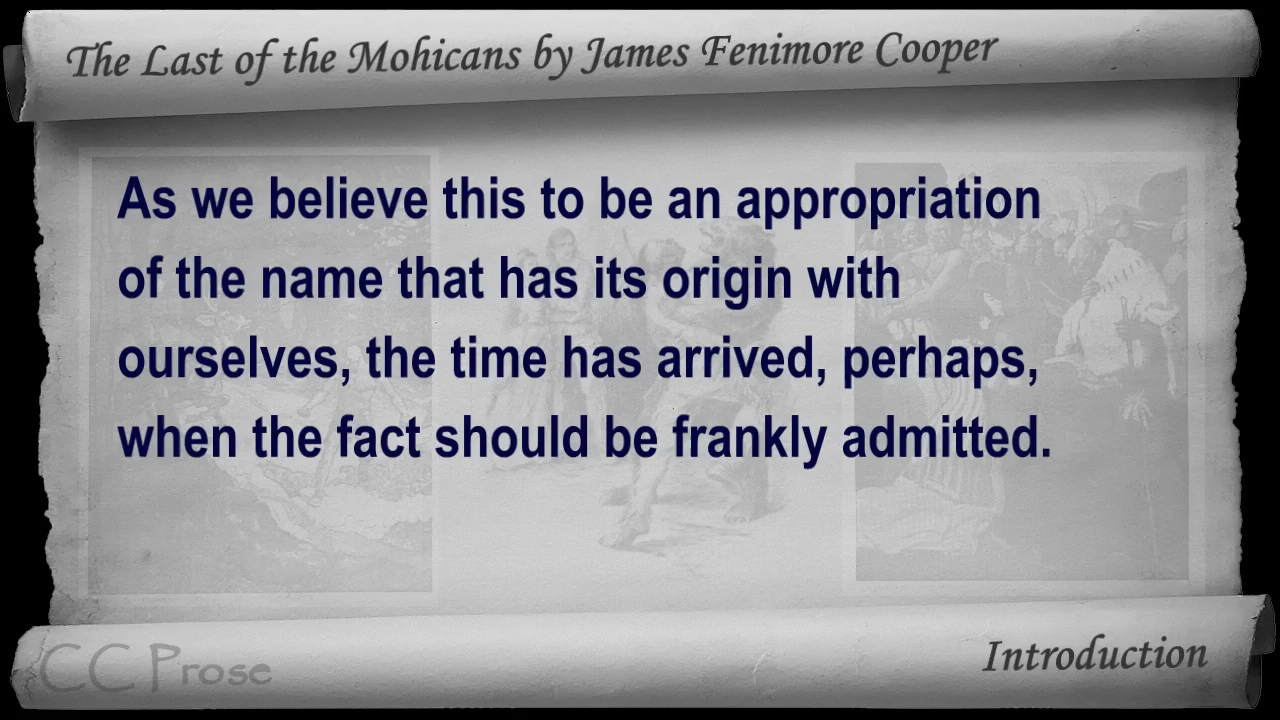 The Last of the Mohicans by James Fenimore Cooper
As we believe this to be an appropriation
of the name that has its origin with
ourselves, the time has arrived, perhaps,
when the fact should be frankly admitted.
CC Prose
Introduction